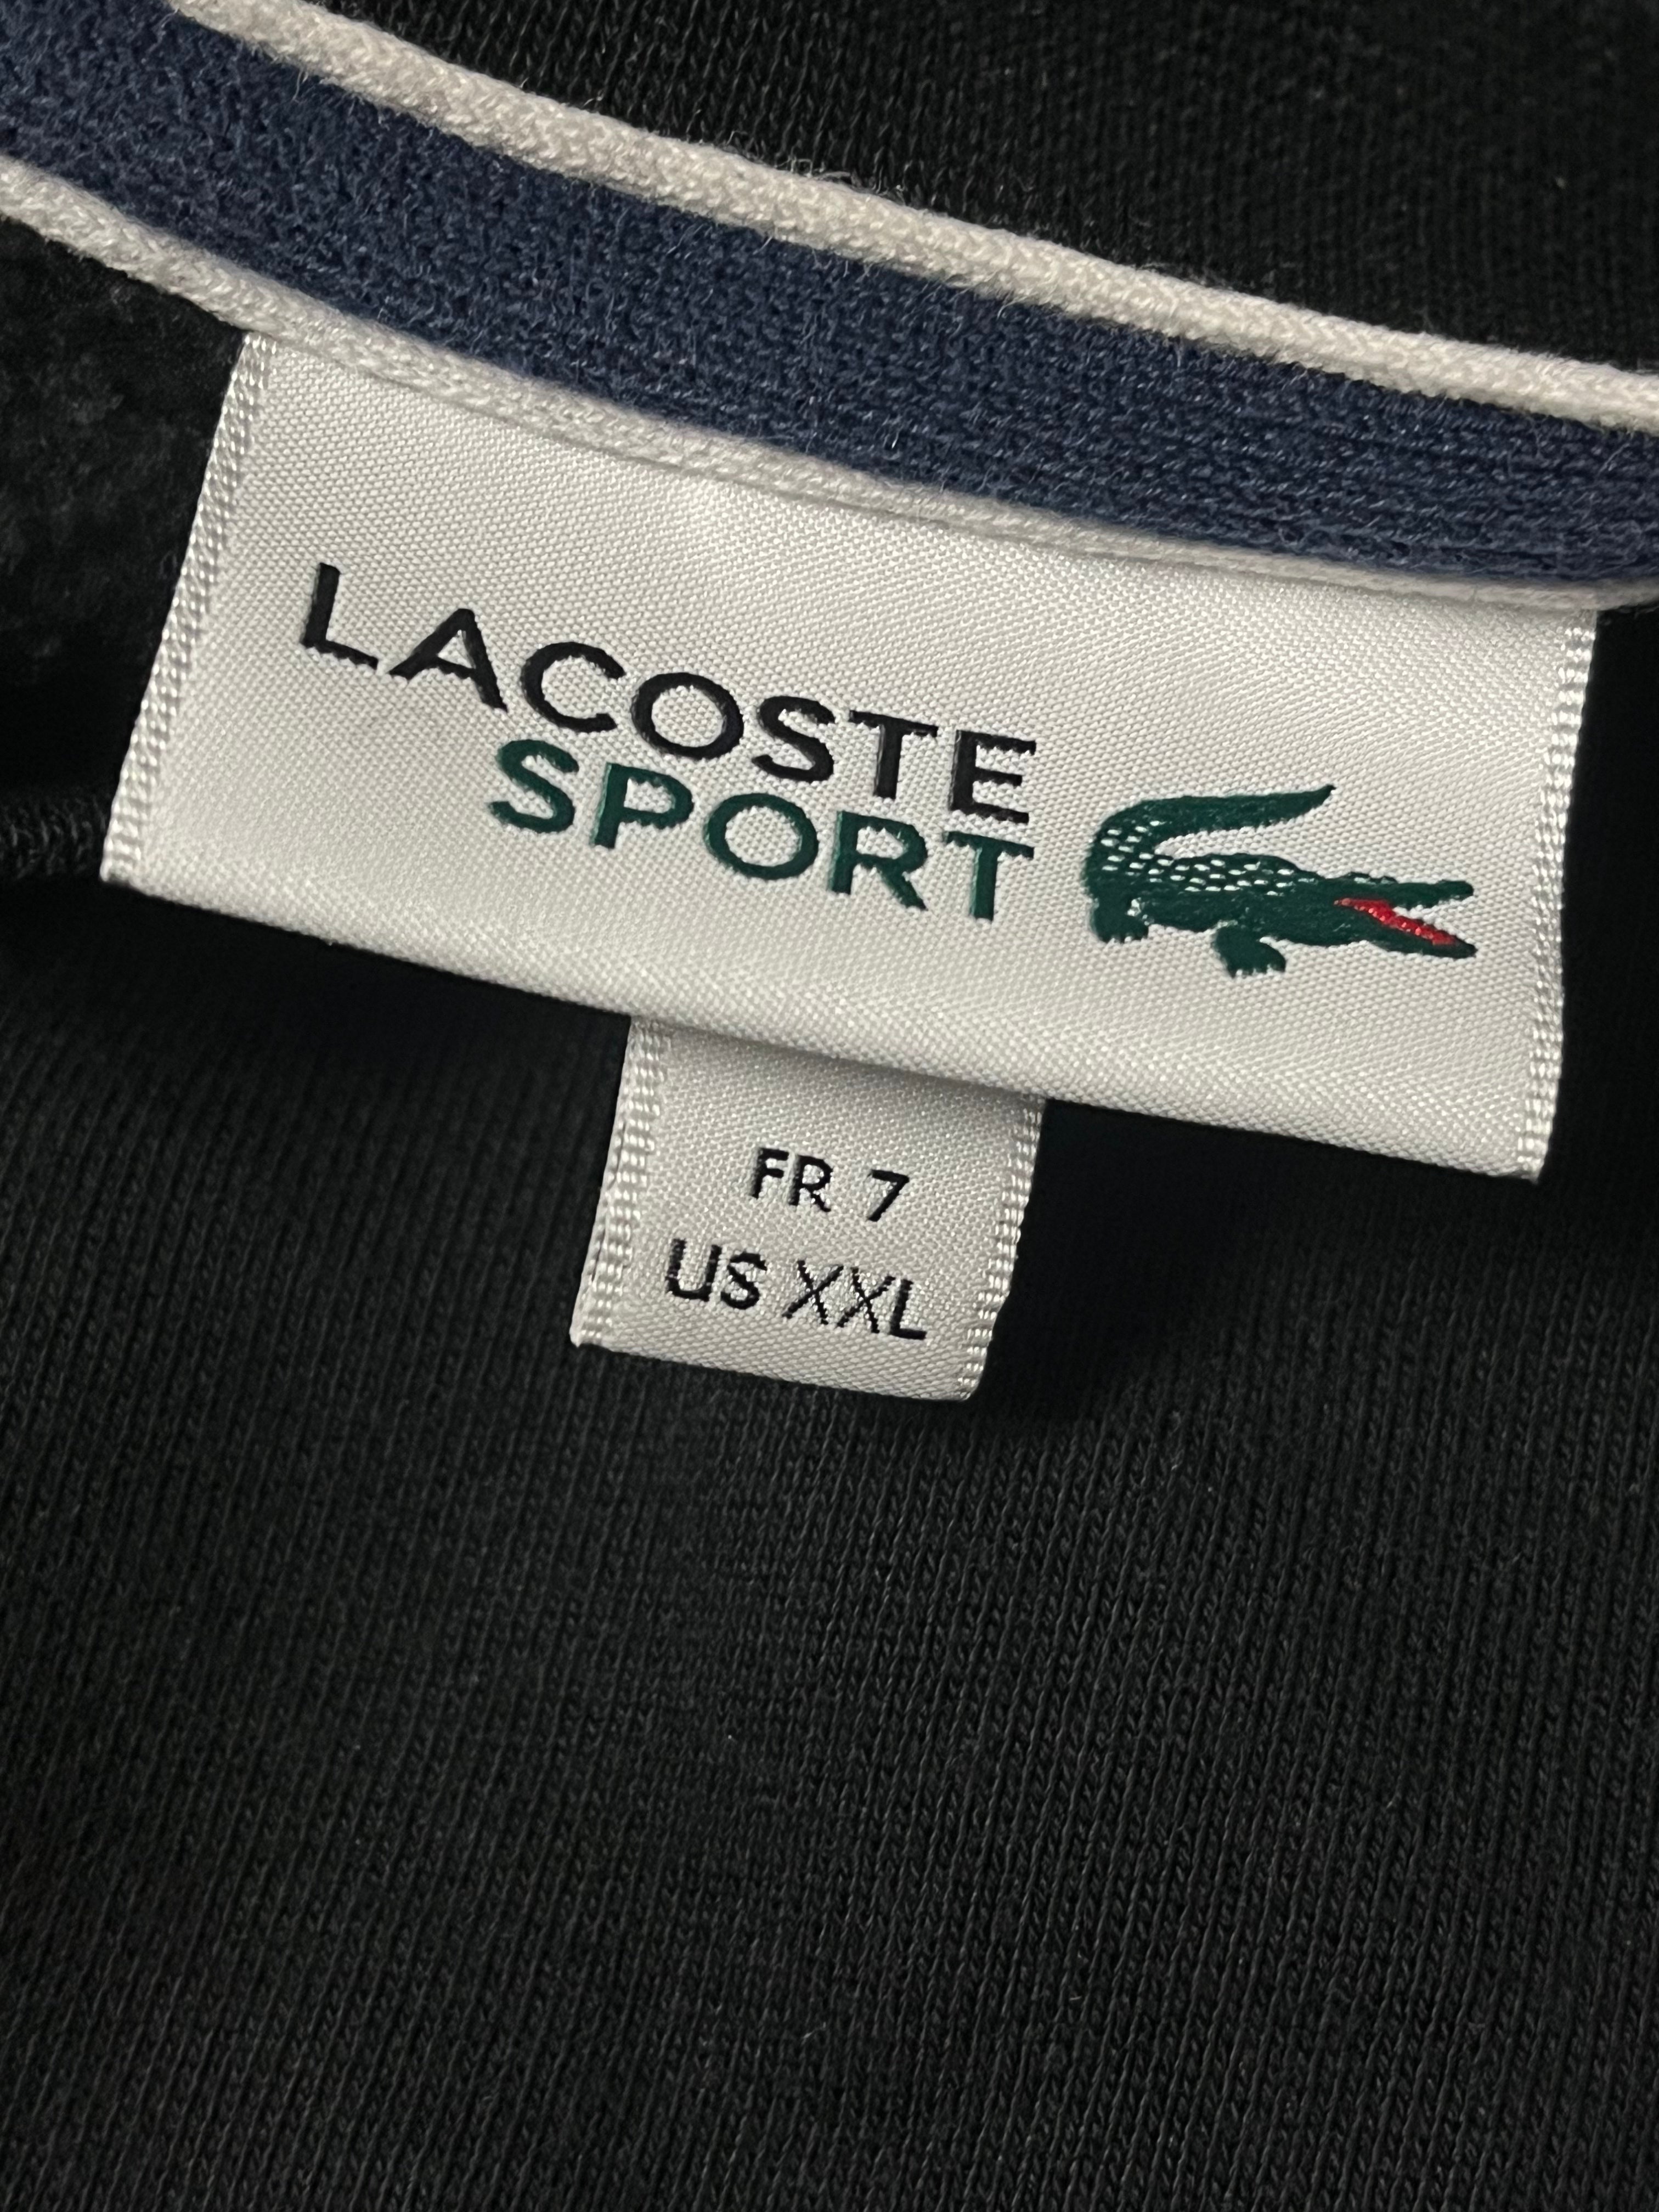 LACOSTE
SPORT
FR 7
US XXL